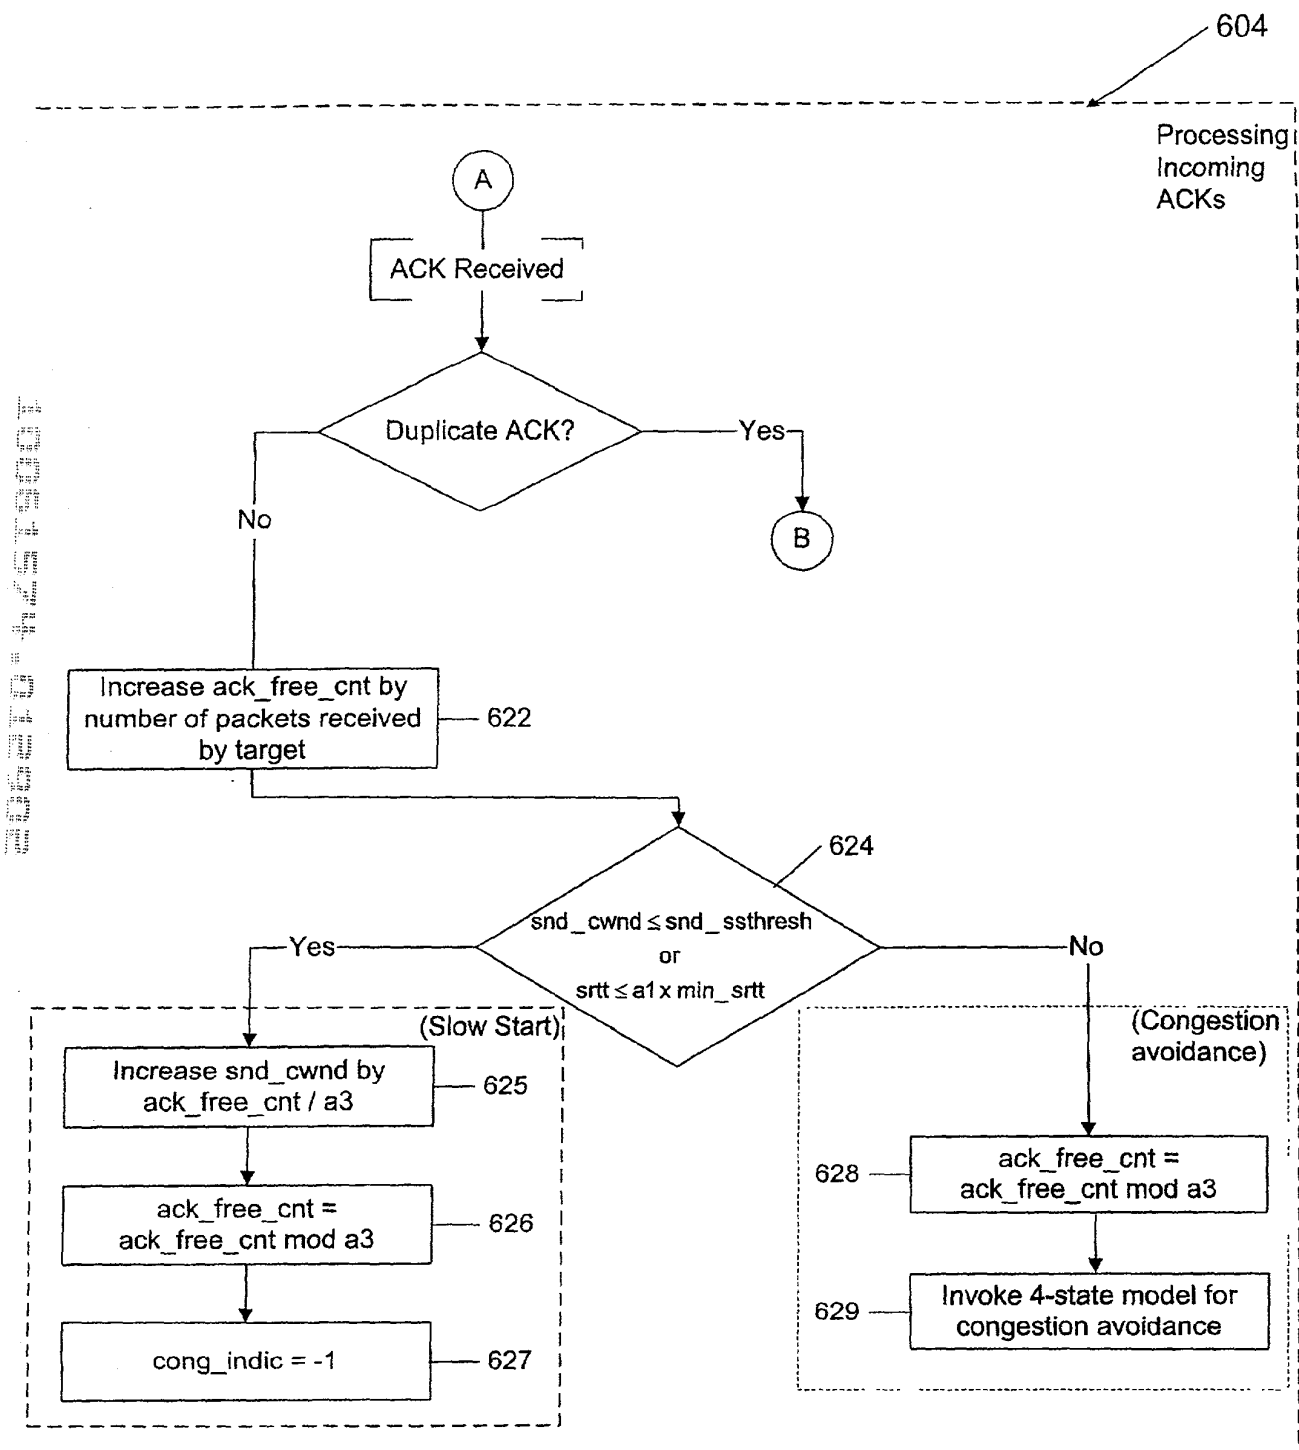 604
Processing
Incoming
ACKs
A
ACK Received
Duplicate ACK?
Yes
No
B
Increase ack_free_cnt by
number of packets received
by target
622
624
snd_cwnd ≤ snd_ssthresh
or
srtt ≤ a1 x min_srtt
Yes
No
(Slow Start)
Increase snd_cwnd by
ack_free_cnt / a3
625
ack_free_cnt =
ack_free_cnt mod a3
626
cong_indic = -1
627
(Congestion
avoidance)
628
ack_free_cnt =
ack_free_cnt mod a3
629
Invoke 4-state model for
congestion avoidance
10051574.012902